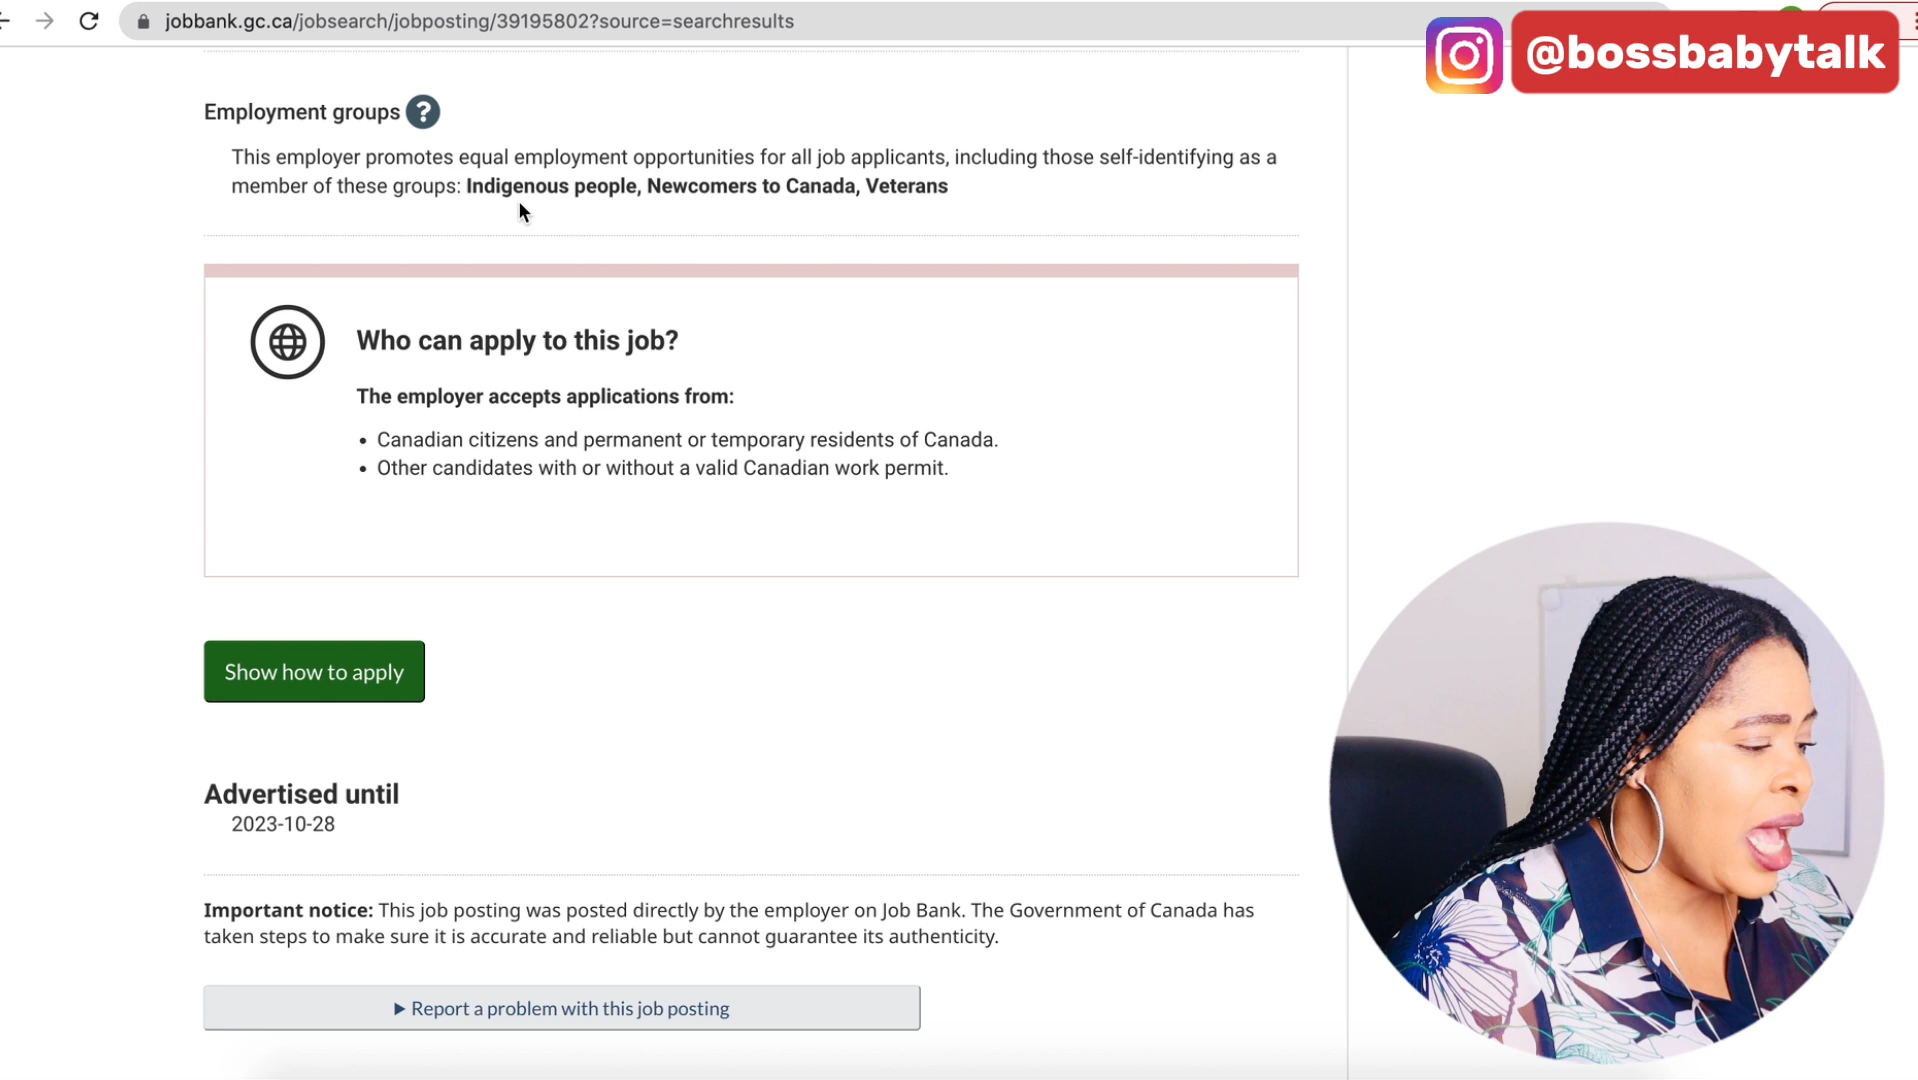 jobbank.gc.ca/jobsearch/jobposting/39195802?source=searchresults
@bossbabytalk
Employment groups ?
This employer promotes equal employment opportunities for all job applicants, including those self-identifying as a
member of these groups: Indigenous people, Newcomers to Canada, Veterans
Who can apply to this job?
The employer accepts applications from:
• Canadian citizens and permanent or temporary residents of Canada.
• Other candidates with or without a valid Canadian work permit.
Show how to apply
Advertised until
2023-10-28
Important notice: This job posting was posted directly by the employer on Job Bank. The Government of Canada has
taken steps to make sure it is accurate and reliable but cannot guarantee its authenticity.
Report a problem with this job posting